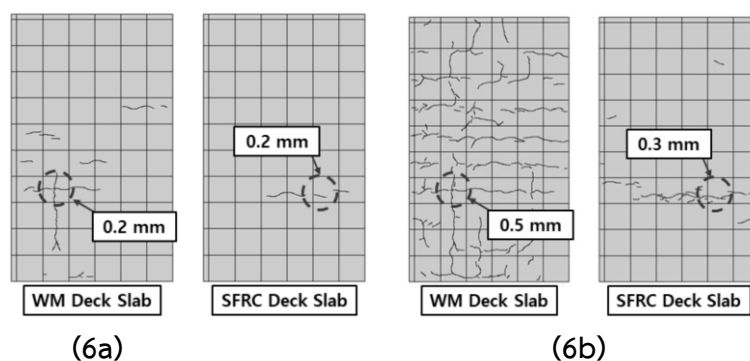 0.2 mm
0.2 mm
WM Deck Slab
SFRC Deck Slab
(6a)
0.3 mm
0.5 mm
WM Deck Slab
SFRC Deck Slab
(6b)